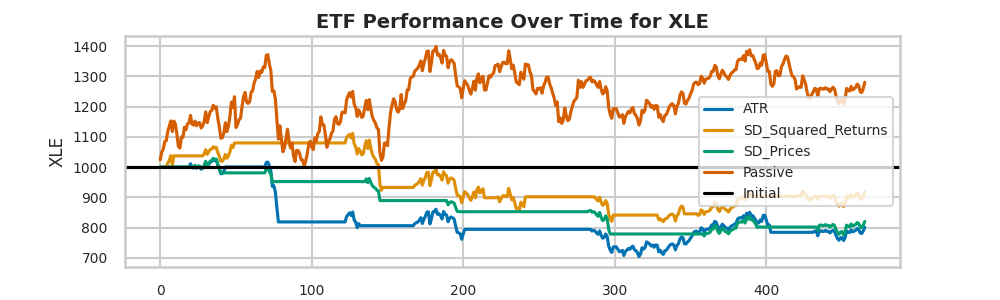 ETF Performance Over Time for XLE
XLE
1400
1300
1200
1100
1000
900
800
700
0
100
200
300
400
ATR
SD_Squared_Returns
SD_Prices
Passive
Initial